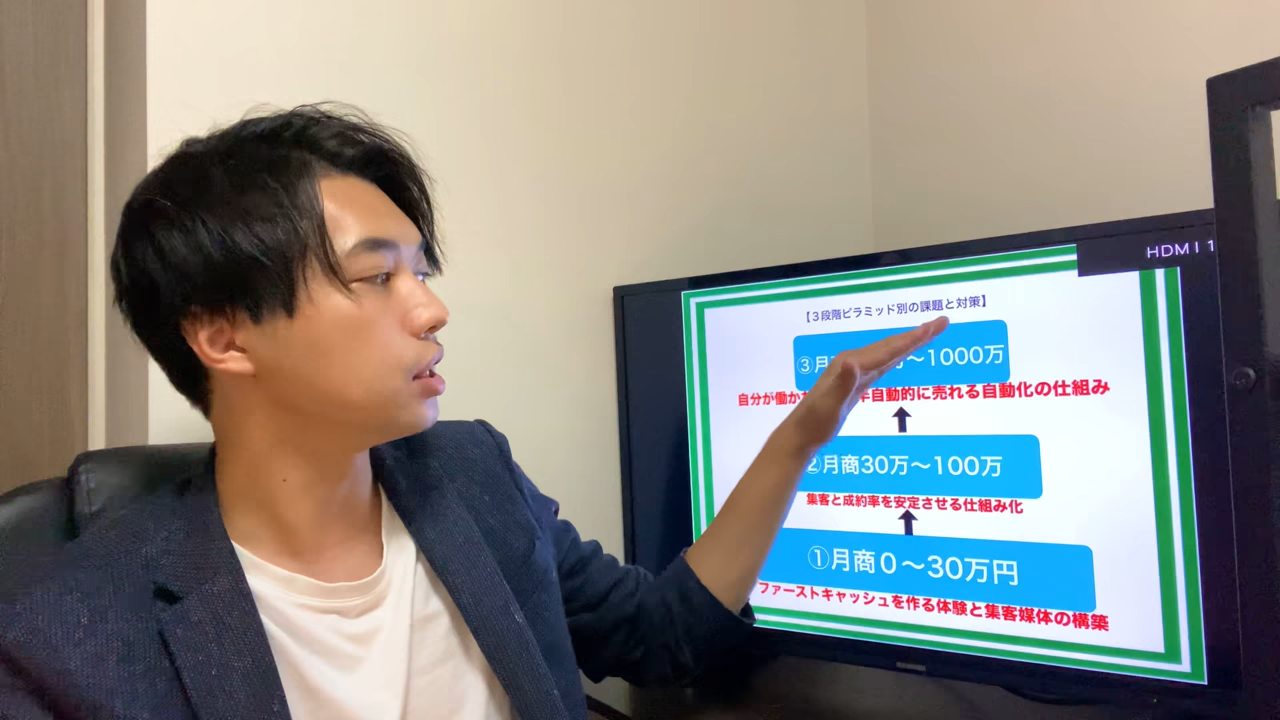 HDMI 1
【3段階ピラミッド別の課題と対策】
③月 〜1000万
自分が働か 自動的に売れる自動化の仕組み
②月商30万〜100万
集客と成約率を安定させる仕組み化
①月商0〜30万円
ファーストキャッシュを作る体験と集客媒体の構築